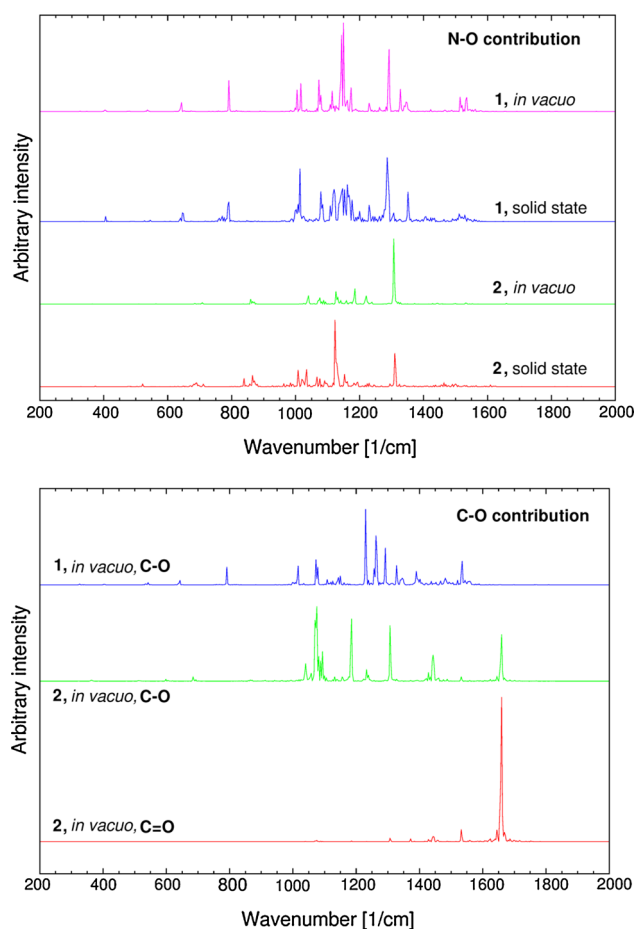 N-O contribution
1, in vacuo
1, solid state
2, in vacuo
2, solid state
Arbitrary intensity
200 400 600 800 1000 1200 1400 1600 1800 2000
Wavenumber [1/cm]
C-O contribution
1, in vacuo, C-O
2, in vacuo, C-O
2, in vacuo, C=O
Arbitrary intensity
200 400 600 800 1000 1200 1400 1600 1800 2000
Wavenumber [1/cm]